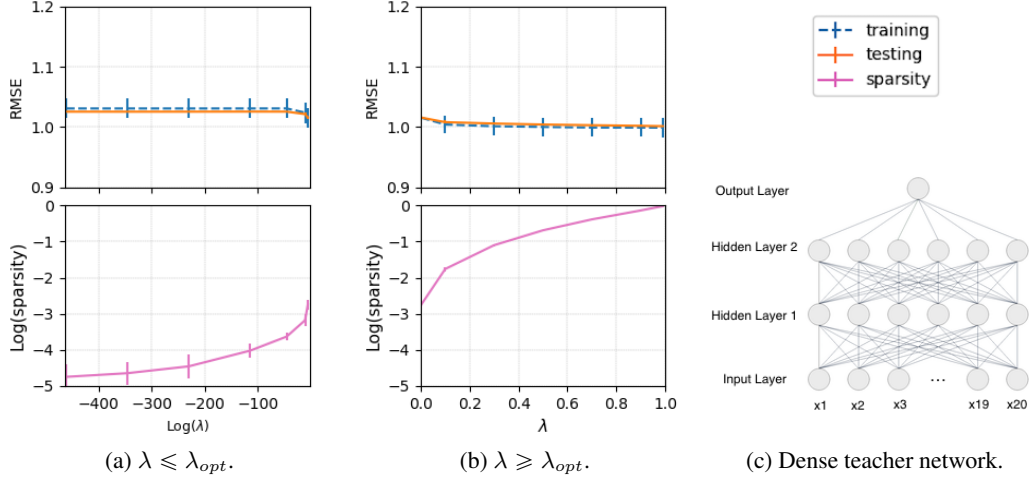 1.2
1.1
1.0
0.9
RMSE
0
−1
−2
−3
−4
−5
Log(sparsity)
−400 −300 −200 −100
Log(λ)
(a) λ ⩽ λopt.
1.2
1.1
1.0
0.9
RMSE
0
−1
−2
−3
−4
−5
Log(sparsity)
0.0 0.2 0.4 0.6 0.8 1.0
λ
(b) λ ⩾ λopt.
training
testing
sparsity
Output Layer
Hidden Layer 2
Hidden Layer 1
Input Layer ...
x1 x2 x3 x19 x20
(c) Dense teacher network.